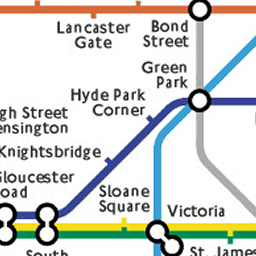 Lancaster
Gate
Bond
Street
Green
Park
Hyde Park
Corner
gh Street
ensington
Knightsbridge
Gloucester
oad
Sloane
Square
Victoria
South
St. James